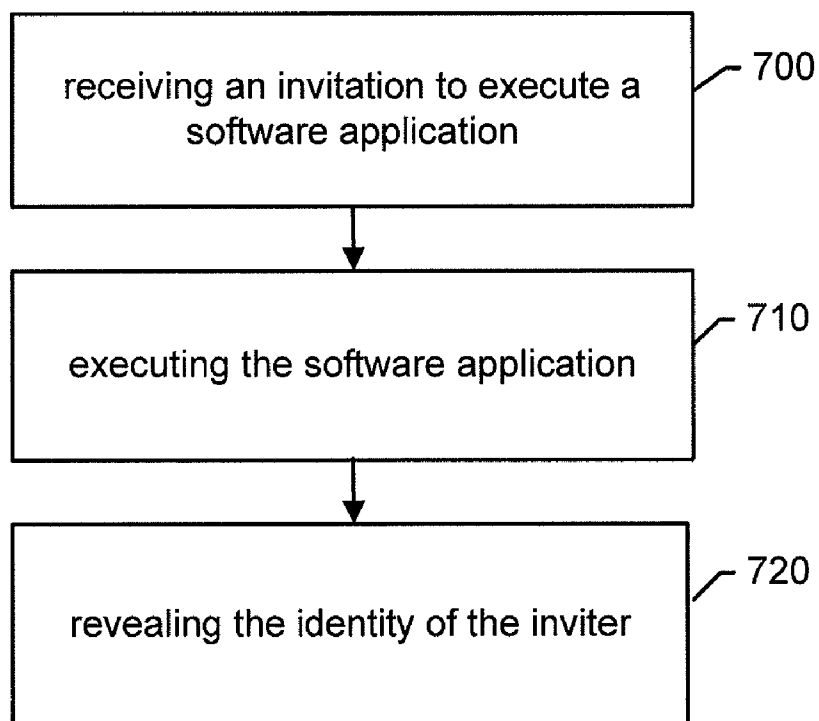 receiving an invitation to execute a
software application
700
executing the software application
710
revealing the identity of the inviter
720